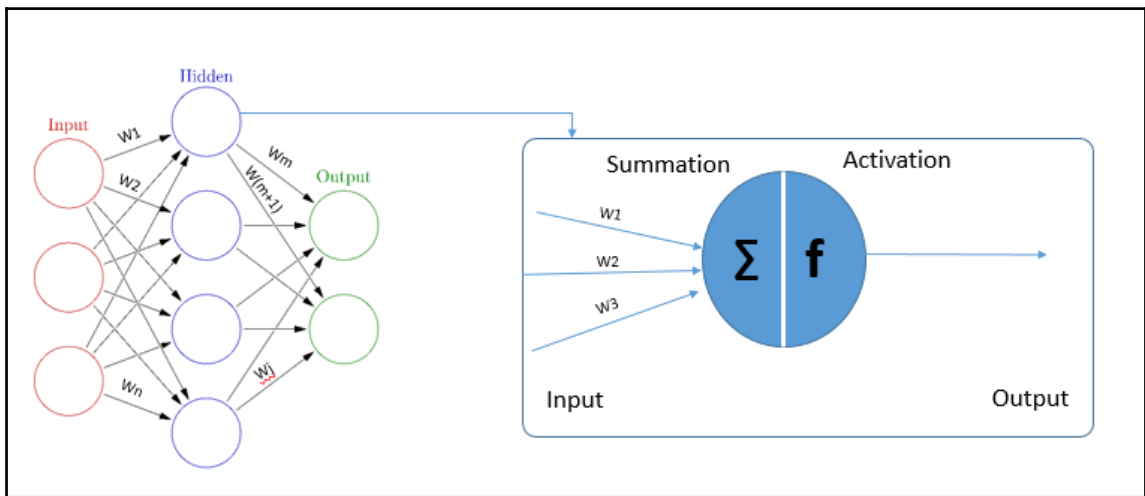 Hidden
Input
W1
W2
Wm
W(m+1)
Output
Wn
Wj
Summation
Activation
W1
W2
W3
Σ
f
Input
Output